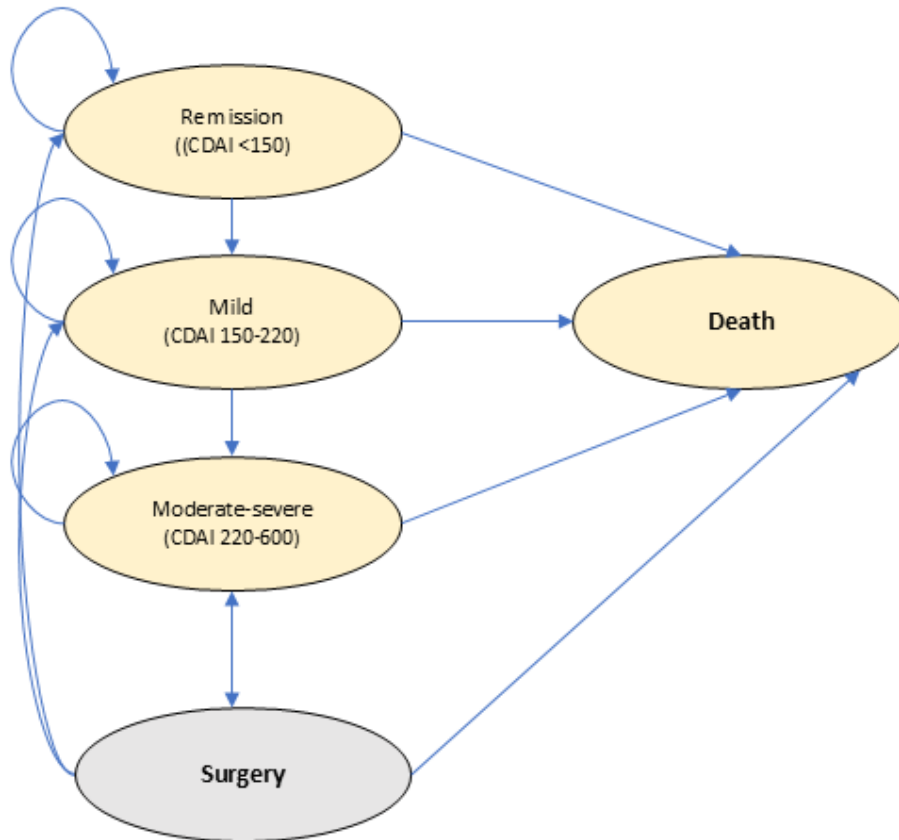 Remission
((CDAI <150)
Mild
(CDAI 150-220)
Death
Moderate-severe
(CDAI 220-600)
Surgery